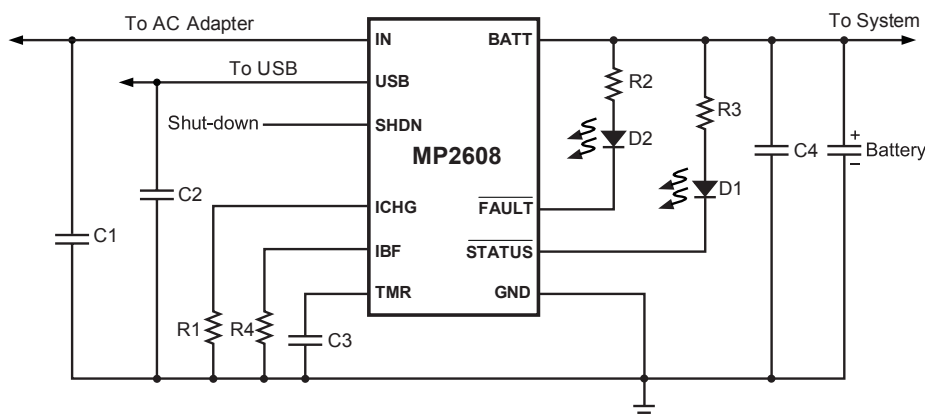 To AC Adapter
To System
IN
BATT
To USB
USB
R2
R3
Shut-down
SHDN
MP2608
D2
C4
+
Battery
–
C2
D1
ICHG
FAULT
C1
IBF
STATUS
TMR
GND
R1
R4
C3